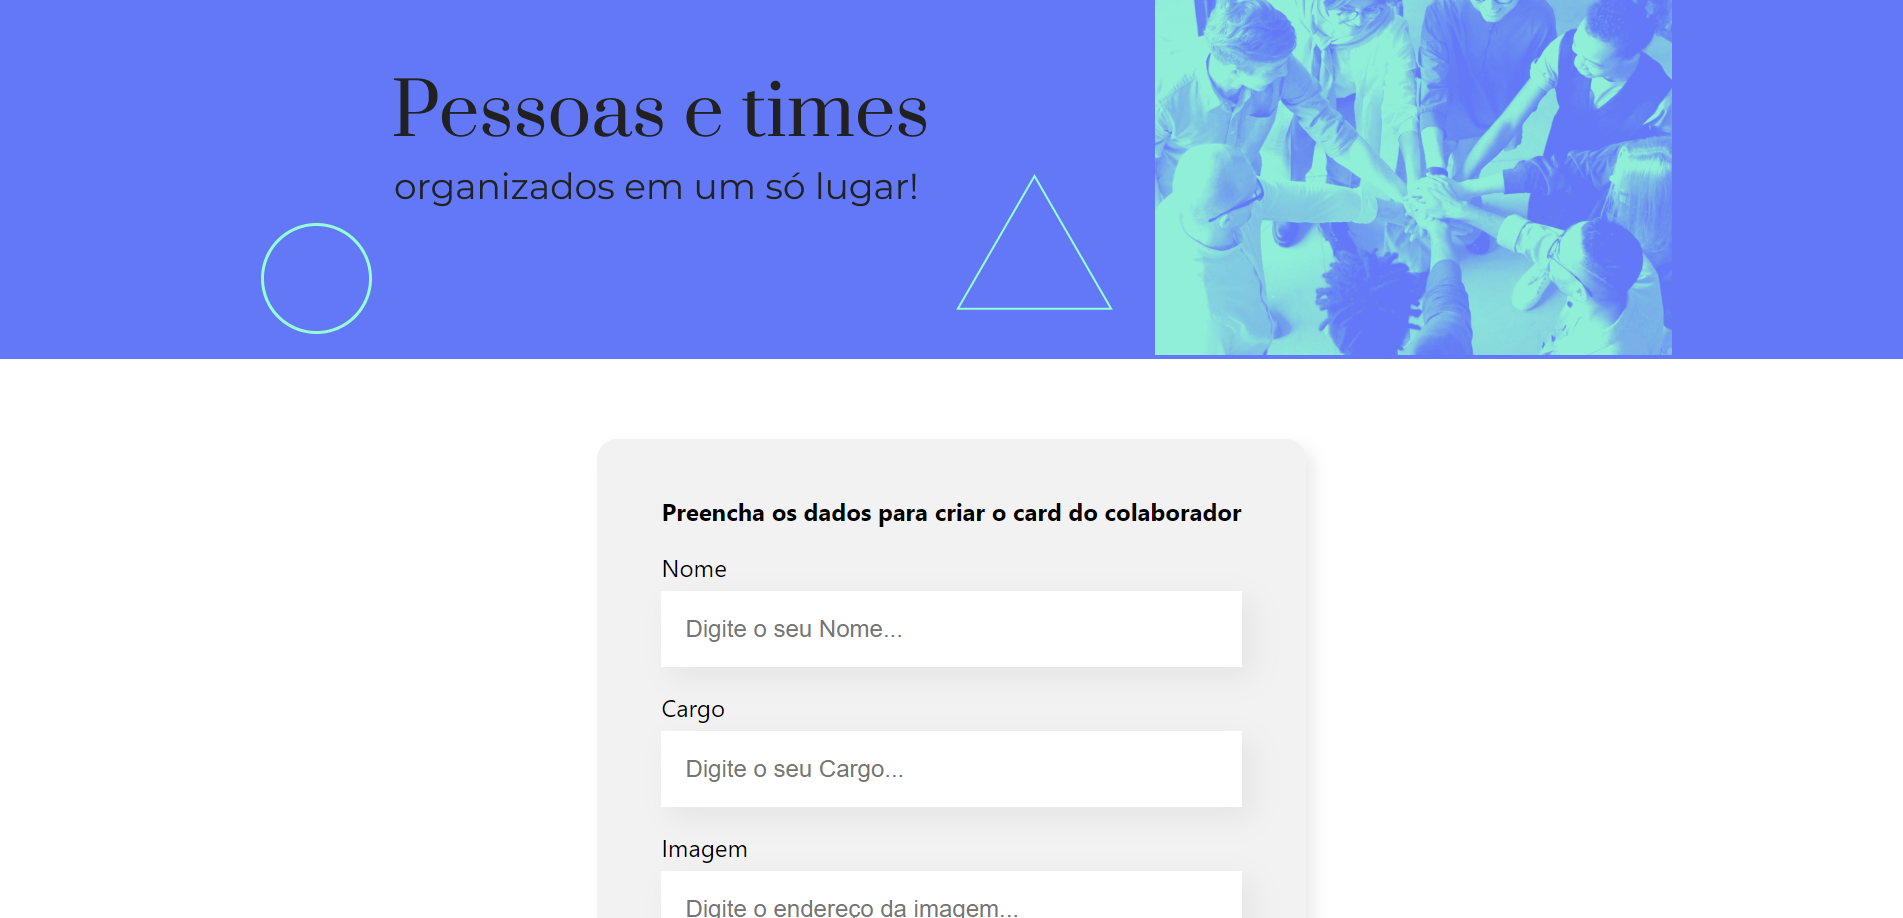 Pessoas e times
organizados em um só lugar!
Preencha os dados para criar o card do colaborador
Nome
Digite o seu Nome...
Cargo
Digite o seu Cargo...
Imagem
Digite o endereço da imagem...